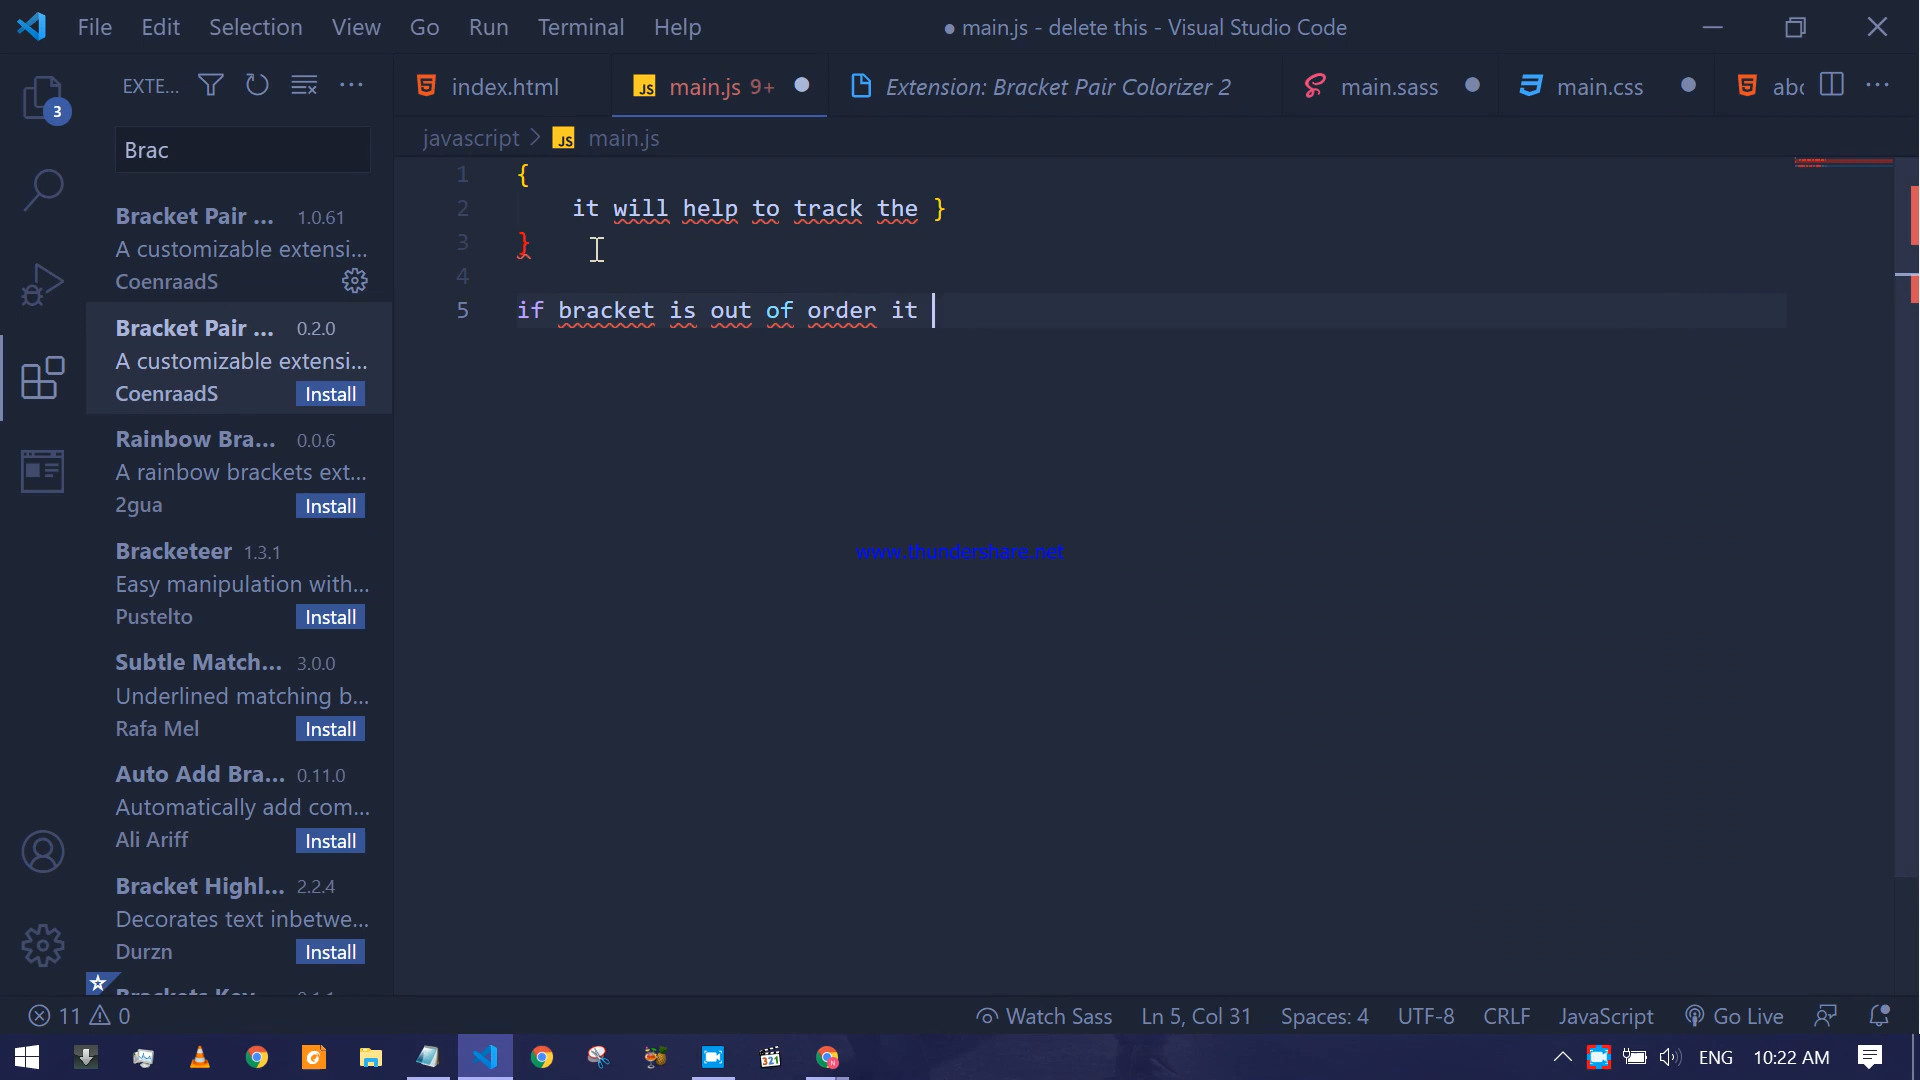 File Edit Selection View Go Run Terminal Help
● main.js - delete this - Visual Studio Code
3
EXTE...
index.html
JS main.js 9+
Extension: Bracket Pair Colorizer 2
main.sass
main.css
abc
Brac
javascript > JS main.js
Bracket Pair ... 1.0.61
A customizable extensi...
CoenraadS
Bracket Pair ... 0.2.0
A customizable extensi...
CoenraadS Install
Rainbow Bra... 0.0.6
A rainbow brackets ext...
2gua Install
Bracketeer 1.3.1
Easy manipulation with...
Pustelto Install
Subtle Match... 3.0.0
Underlined matching b...
Rafa Mel Install
Auto Add Bra... 0.11.0
Automatically add com...
Ali Ariff Install
Bracket Highl... 2.2.4
Decorates text inbetwe...
Durzn Install
1 {
2 it will help to track the }
3 }
4
5 if bracket is out of order it
www.thundershare.net
11 0
Watch Sass Ln 5, Col 31 Spaces: 4 UTF-8 CRLF JavaScript Go Live
321
ENG 10:22 AM